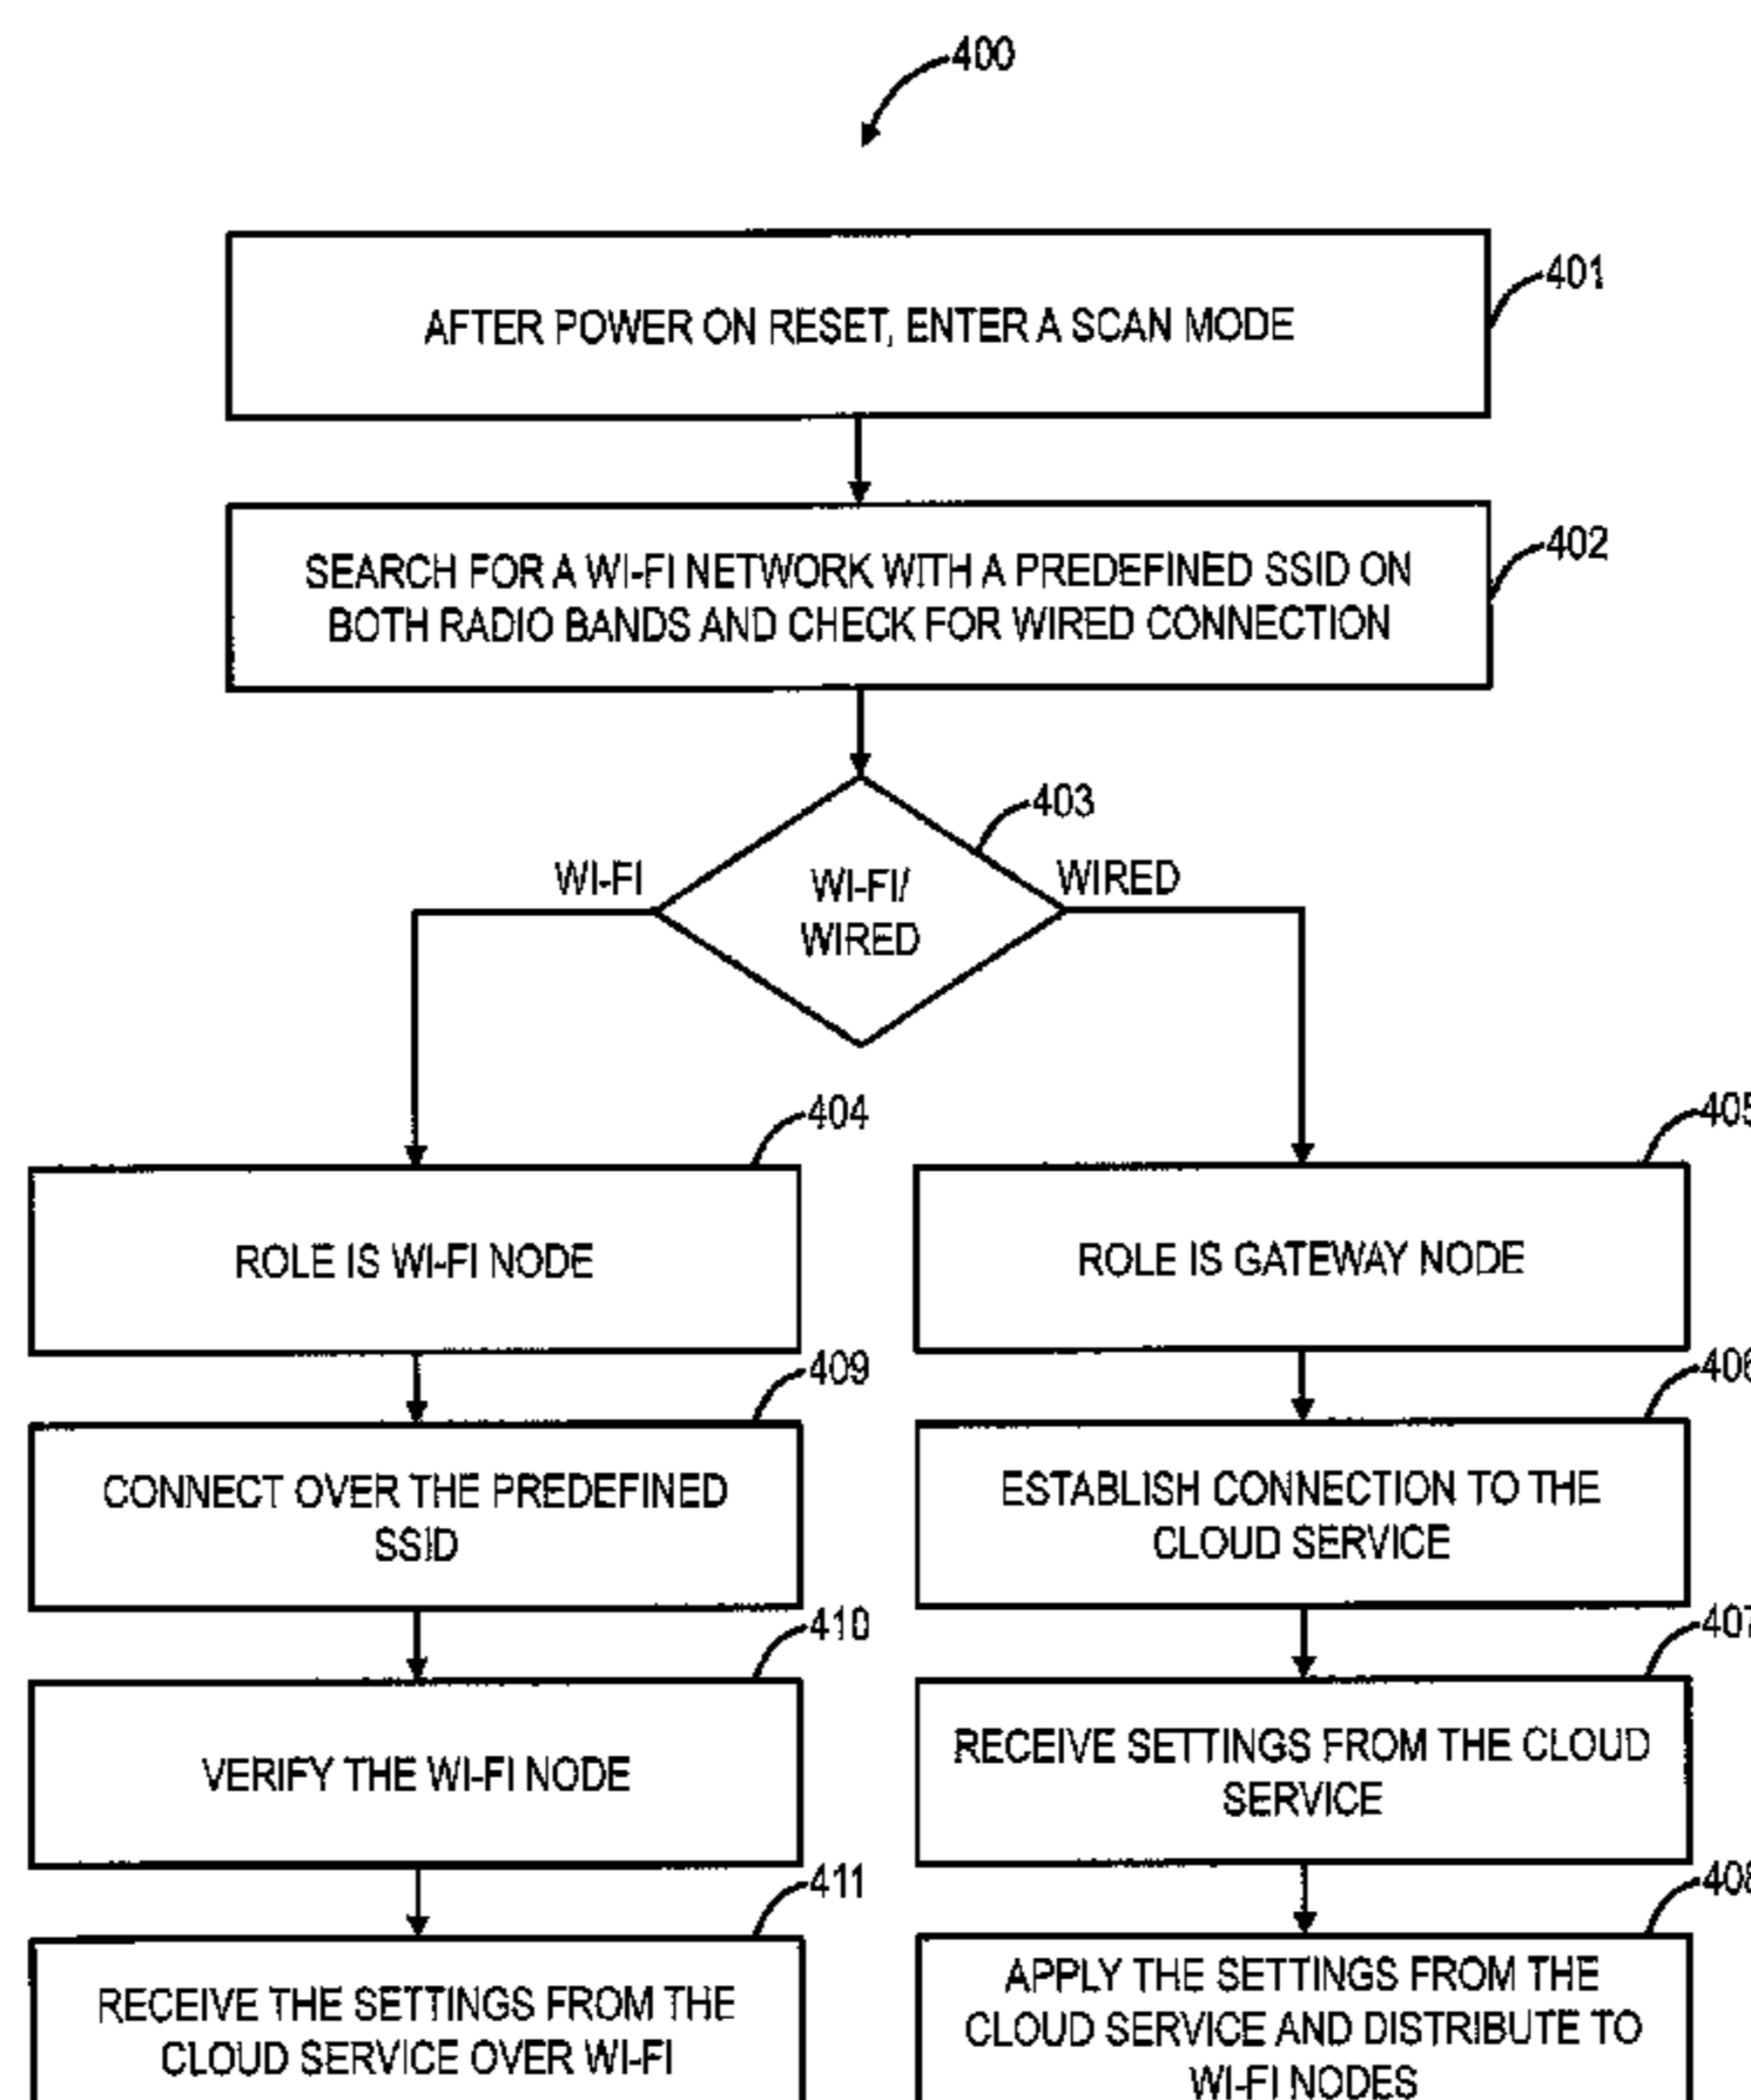 400
AFTER POWER ON RESET, ENTER A SCAN MODE
401
SEARCH FOR A WI-FI NETWORK WITH A PREDEFINED SSID ON
BOTH RADIO BANDS AND CHECK FOR WIRED CONNECTION
402
403
WI-FI
WI-FI/
WIRED
WIRED
404
ROLE IS WI-FI NODE
405
ROLE IS GATEWAY NODE
409
CONNECT OVER THE PREDEFINED
SSID
406
ESTABLISH CONNECTION TO THE
CLOUD SERVICE
410
VERIFY THE WI-FI NODE
407
RECEIVE SETTINGS FROM THE CLOUD
SERVICE
411
RECEIVE THE SETTINGS FROM THE
CLOUD SERVICE OVER WI-FI
408
APPLY THE SETTINGS FROM THE
CLOUD SERVICE AND DISTRIBUTE TO
WI-FI NODES